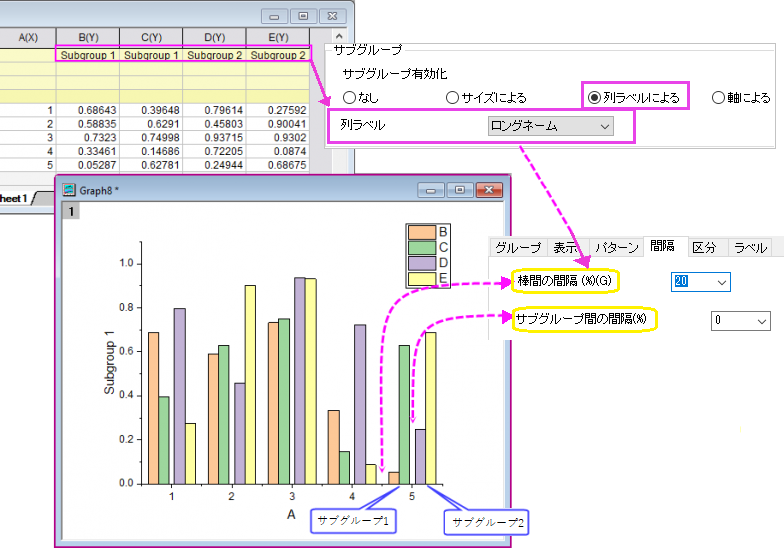 A(X) B(Y) C(Y) D(Y) E(Y)
Subgroup 1 Subgroup 1 Subgroup 2 Subgroup 2
1 0.68643 0.39648 0.79614 0.27592
2 0.58835 0.6291 0.45803 0.90041
3 0.7323 0.74998 0.93715 0.9302
4 0.33461 0.14686 0.72205 0.0874
5 0.05287 0.62781 0.24944 0.68675
heet1
サブグループ
サブグループ有効化
なし サイズによる 列ラベルによる 軸による
列ラベル ロングネーム
Graph8 *
1
B
C
D
E
1.0
0.8
0.6
0.4
0.2
0.0
Subgroup 1
1 2 3 4 5
A
サブグループ1
サブグループ2
グループ 表示 パターン 間隔 区分 ラベル
棒間の間隔 (%)(G) 20
サブグループ間の間隔(%) 0